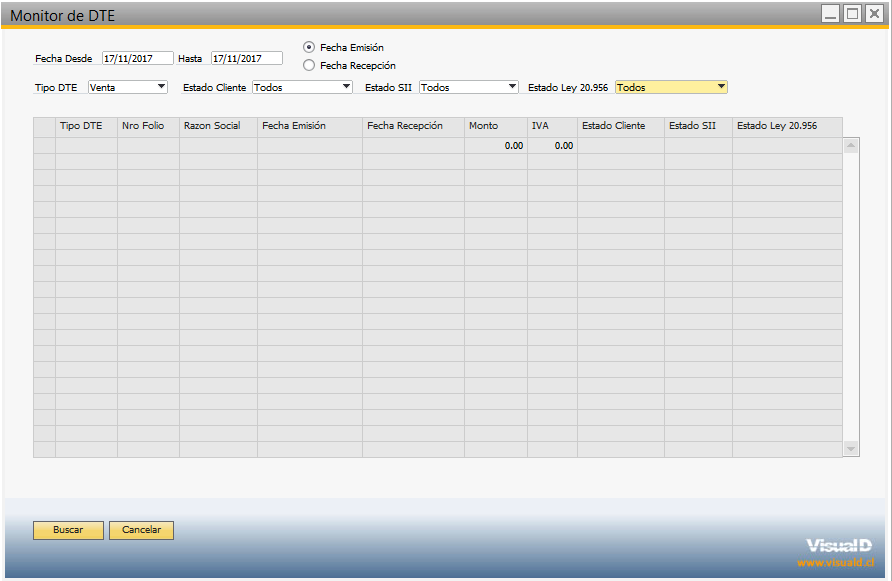 Monitor de DTE
Fecha Desde 17/11/2017 Hasta 17/11/2017
Fecha Emisión
Fecha Recepción
Tipo DTE Venta Estado Cliente Todos Estado SII Todos Estado Ley 20.956 Todos
Tipo DTE Nro Folio Razon Social Fecha Emisión Fecha Recepción Monto IVA Estado Cliente Estado SII Estado Ley 20.956
0.00 0.00
Buscar Cancelar
VisualD
www.visuald.cl